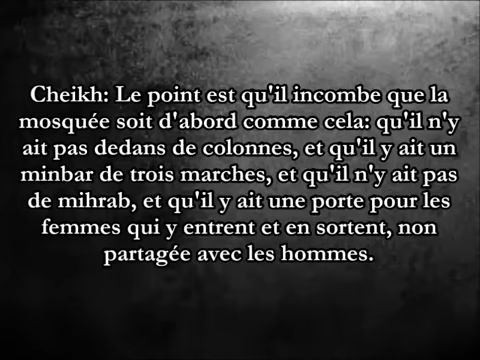 Cheikh: Le point est qu'il incombe que la
mosquée soit d'abord comme cela: qu'il n'y
ait pas dedans de colonnes, et qu'il y ait un
minbar de trois marches, et qu'il n'y ait pas
de mihrab, et qu'il y ait une porte pour les
femmes qui y entrent et en sortent, non
partagée avec les hommes.